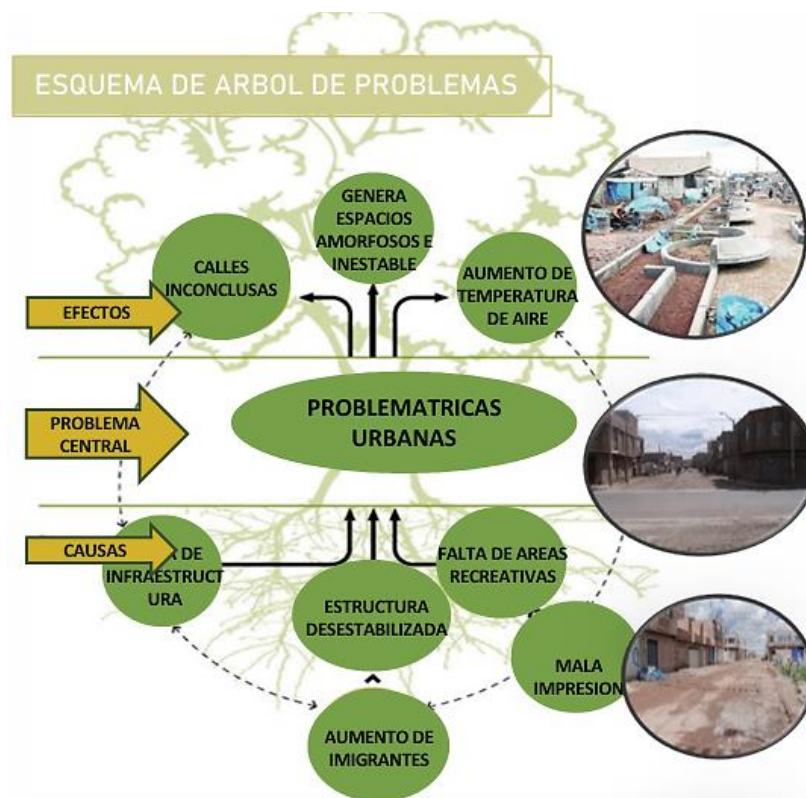 ESQUEMA DE ARBOL DE PROBLEMAS
GENERA
ESPACIOS
AMORFOSOS E
INESTABLE
CALLES
INCONCLUSAS
AUMENTO DE
TEMPERATURA
DE AIRE
EFECTOS
PROBLEMATRICAS
URBANAS
PROBLEMA
CENTRAL
CAUSAS
DE
INFRAESTRUCT
URA
FALTA DE AREAS
RECREATIVAS
ESTRUCTURA
DESESTABILIZADA
MALA
IMPRESION
AUMENTO DE
IMIGRANTES